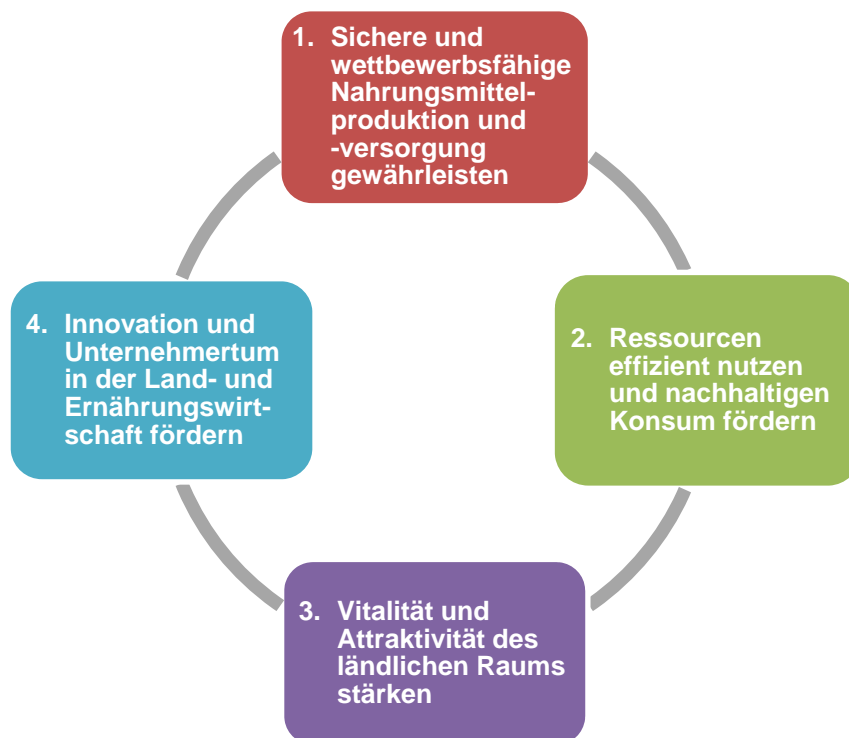 1. Sichere und
wettbewerbsfähige
Nahrungsmittel-
produktion und
-versorgung
gewährleisten
2. Ressourcen
effizient nutzen
und nachhaltigen
Konsum fördern
3. Vitalität und
Attraktivität des
ländlichen Raums
stärken
4. Innovation und
Unternehmertum
in der Land- und
Ernährungswirt-
schaft fördern